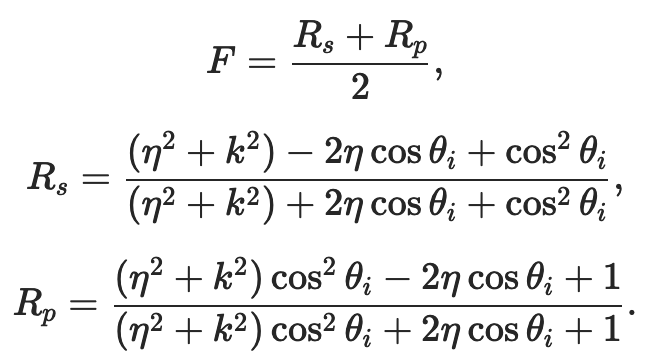 F = \frac{R_s + R_p}{2},
R_s = \frac{(\eta^2 + k^2) - 2\eta \cos\theta_i + \cos^2\theta_i}{(\eta^2 + k^2) + 2\eta \cos\theta_i + \cos^2\theta_i},
R_p = \frac{(\eta^2 + k^2)\cos^2\theta_i - 2\eta \cos\theta_i + 1}{(\eta^2 + k^2)\cos^2\theta_i + 2\eta \cos\theta_i + 1}.